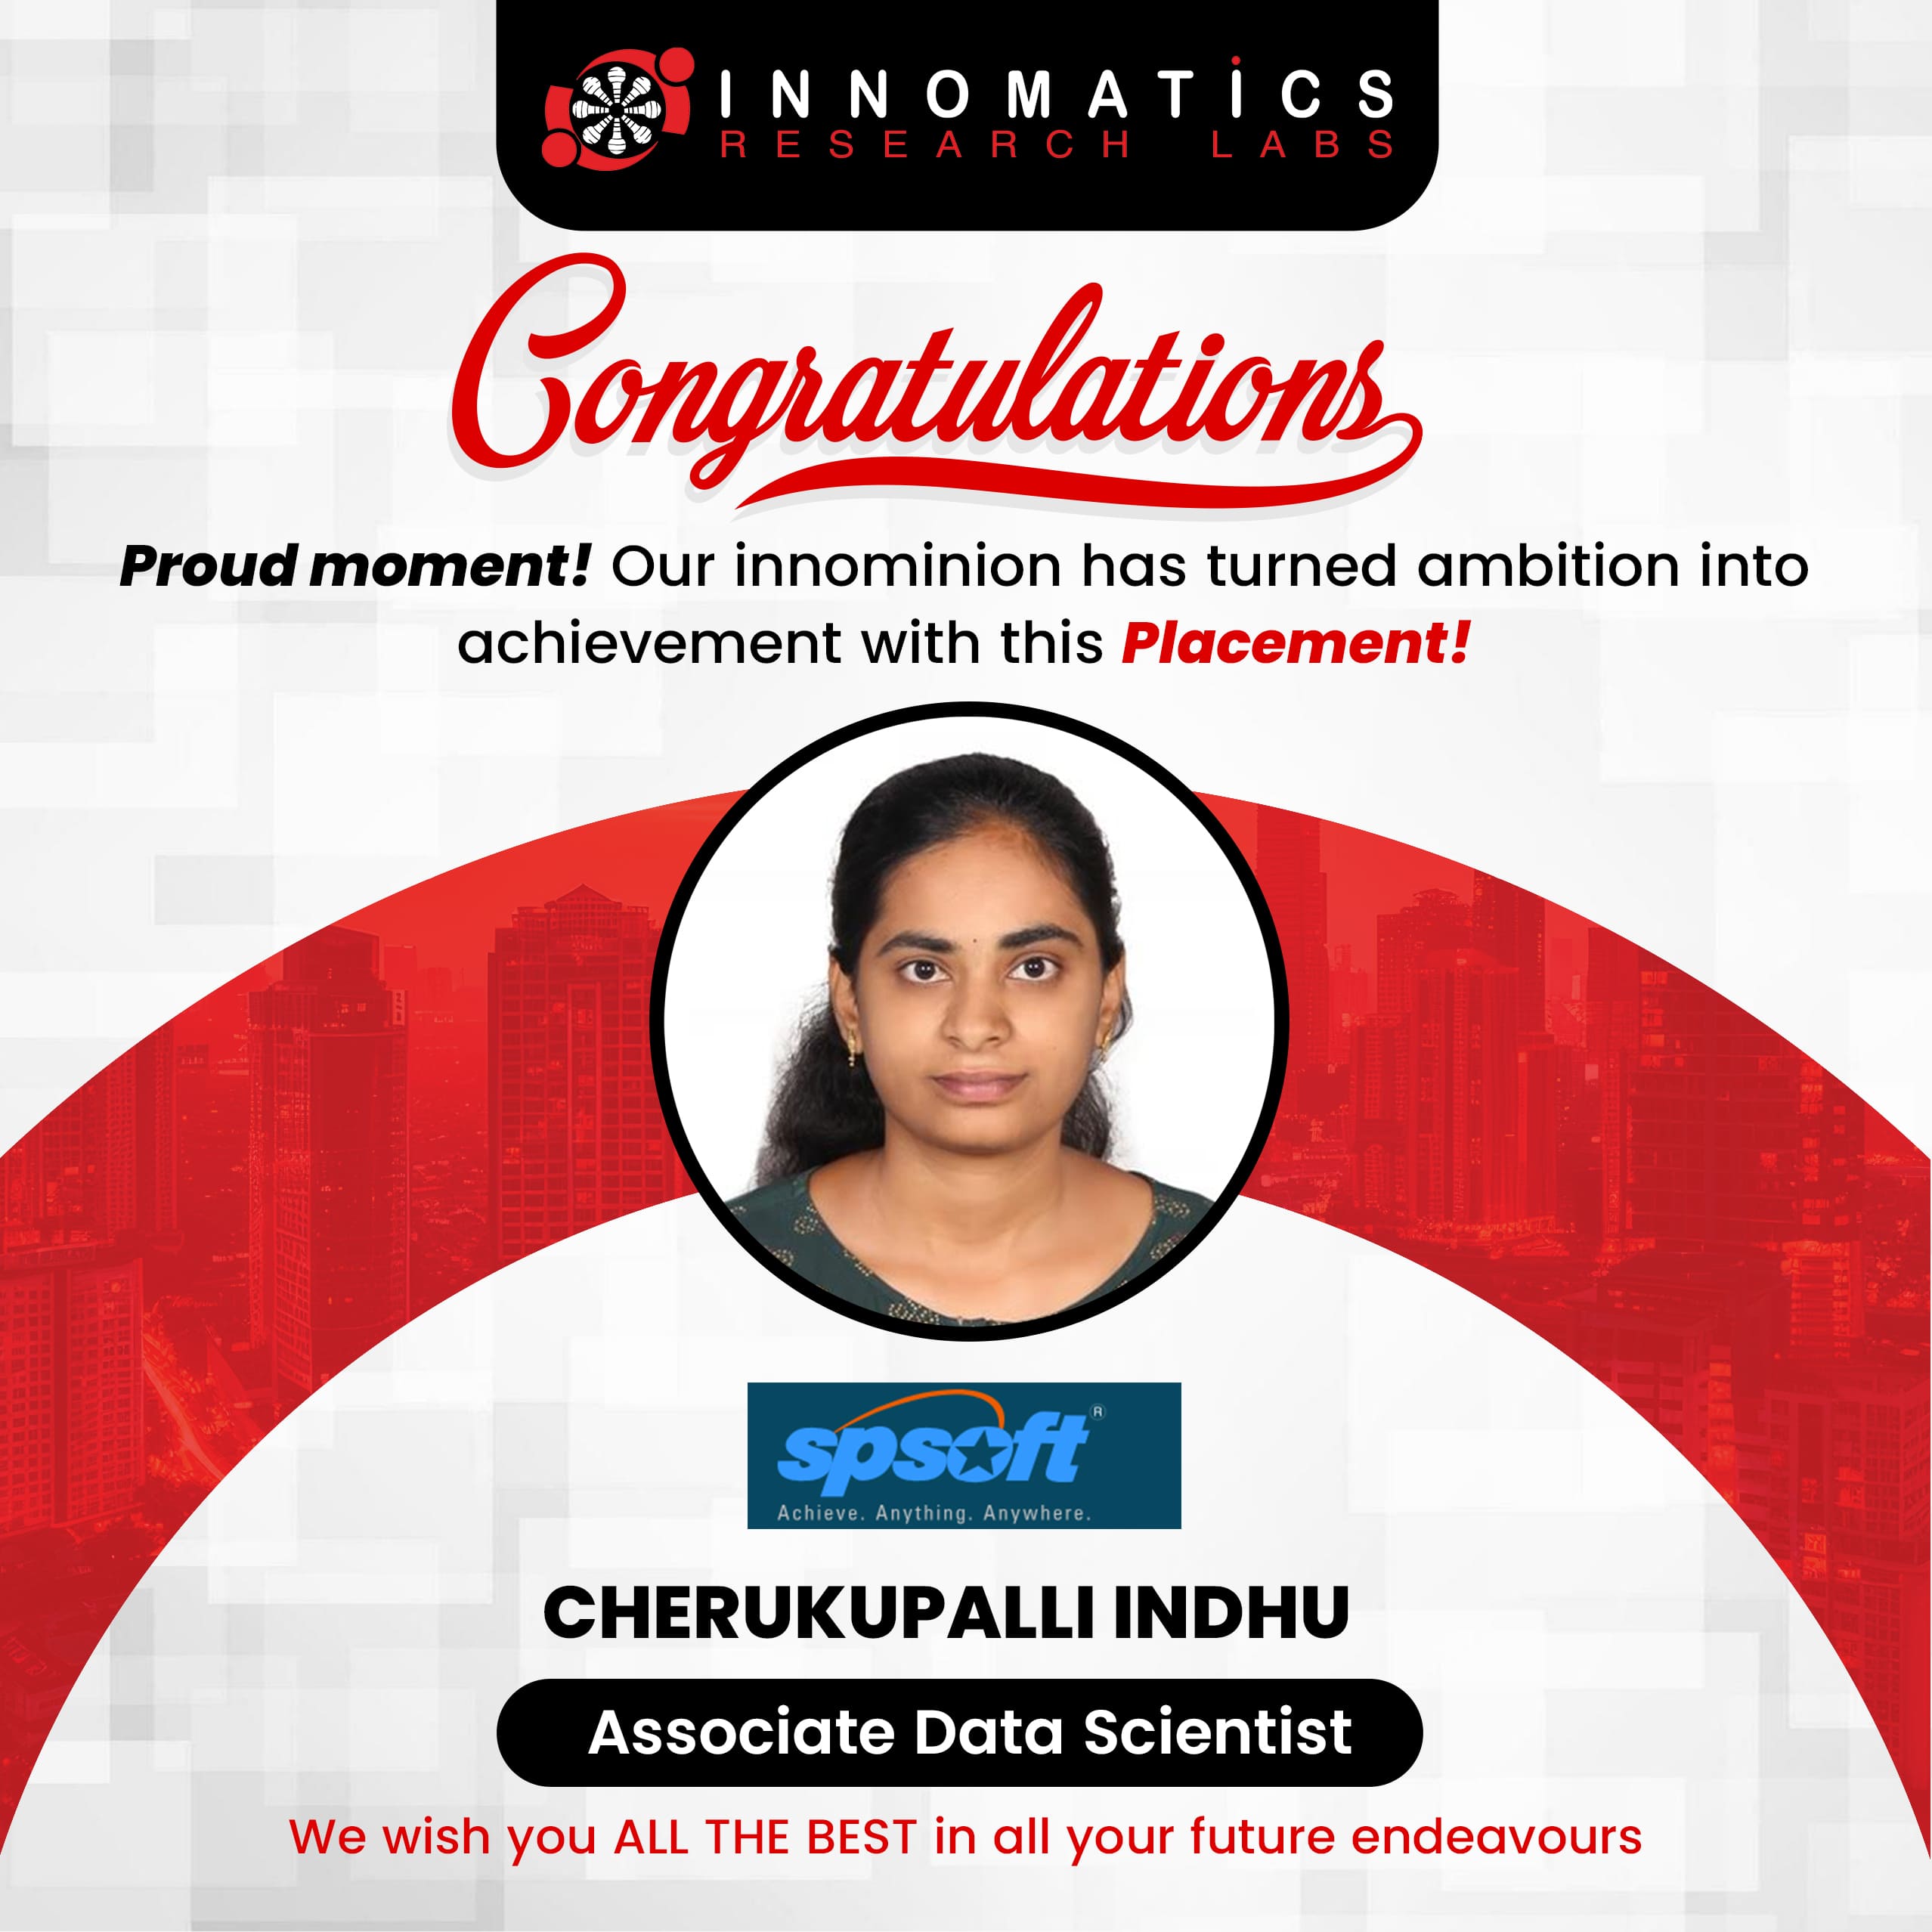 INNOMATICS
RESEARCH LABS
Congratulations
Proud moment! Our innominion has turned ambition into
achievement with this Placement!
spsoft®
Achieve. Anything. Anywhere.
CHERUKUPALLI INDHU
Associate Data Scientist
We wish you ALL THE BEST in all your future endeavours